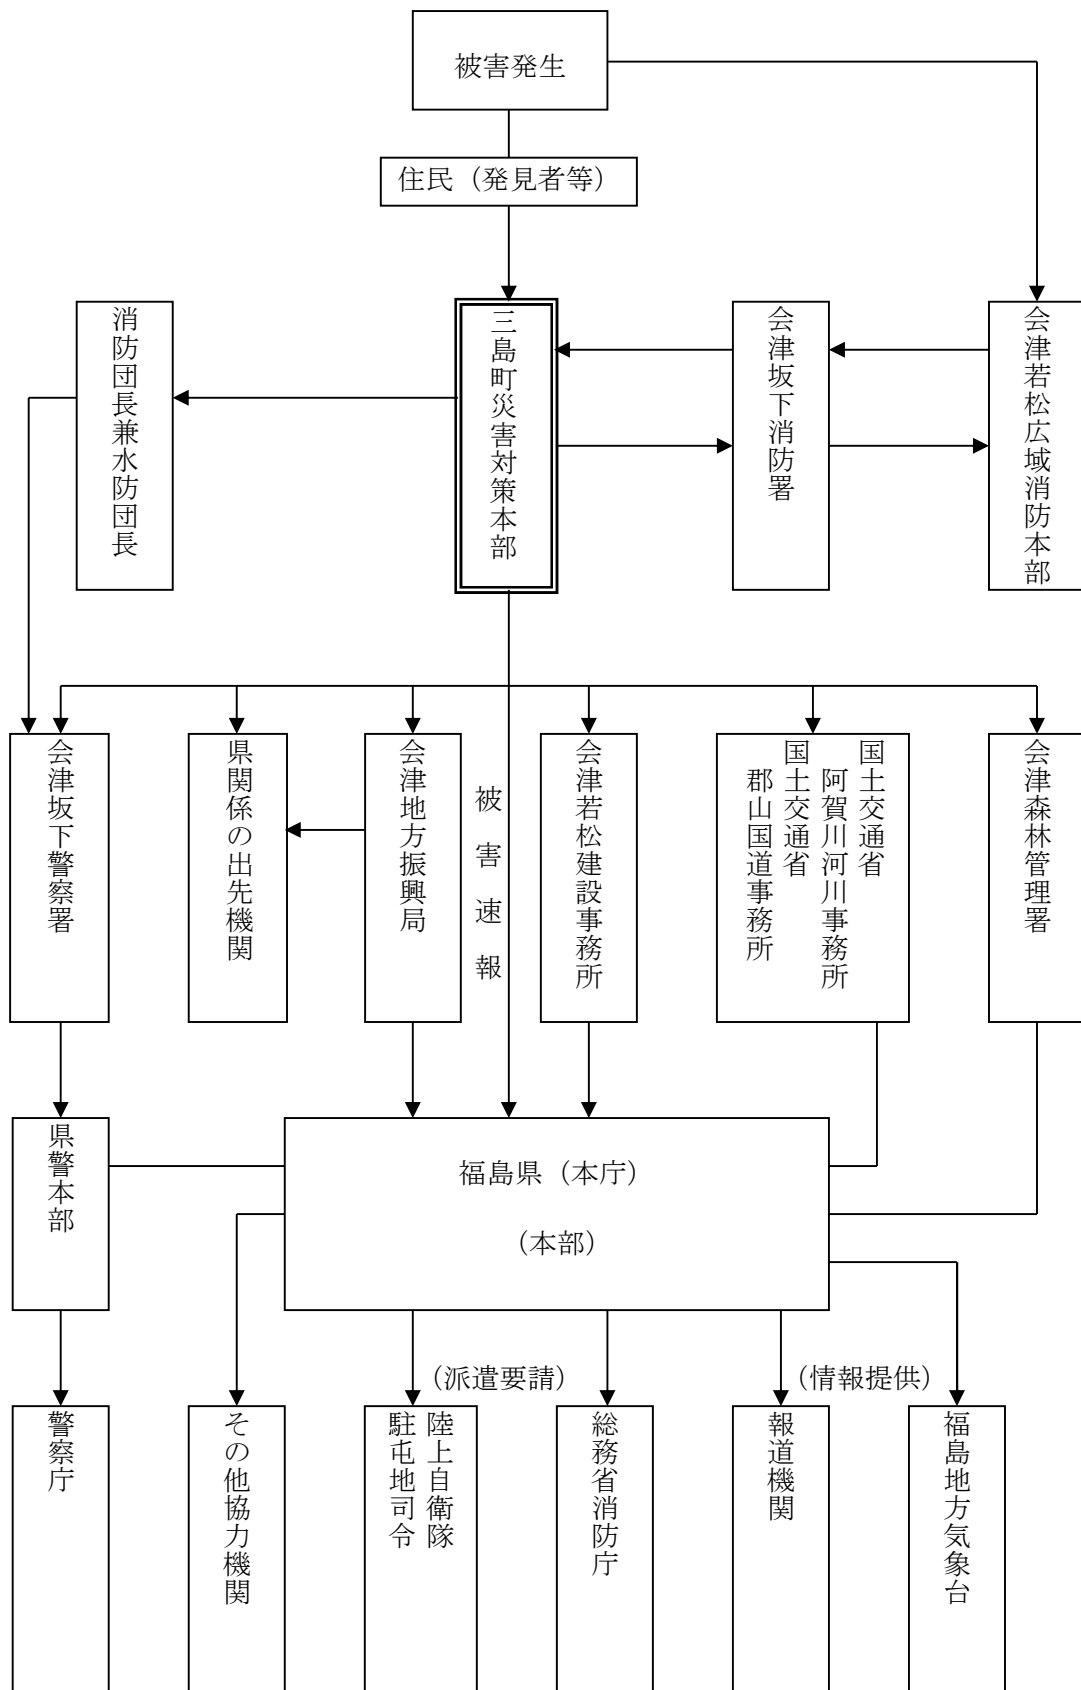 被害発生
住民（発見者等）
消防団長兼水防団長
三島町災害対策本部
会津坂下消防署
会津若松広域消防本部
会津坂下警察署
県関係の出先機関
会津地方振興局
被害速報
会津若松建設事務所
国土交通省
阿賀川河川事務所
国土交通省
郡山国道事務所
会津森林管理署
県警本部
福島県（本庁）
（本部）
（派遣要請）
（情報提供）
警察庁
その他協力機関
陸上自衛隊
駐屯地司令
総務省消防庁
報道機関
福島地方気象台